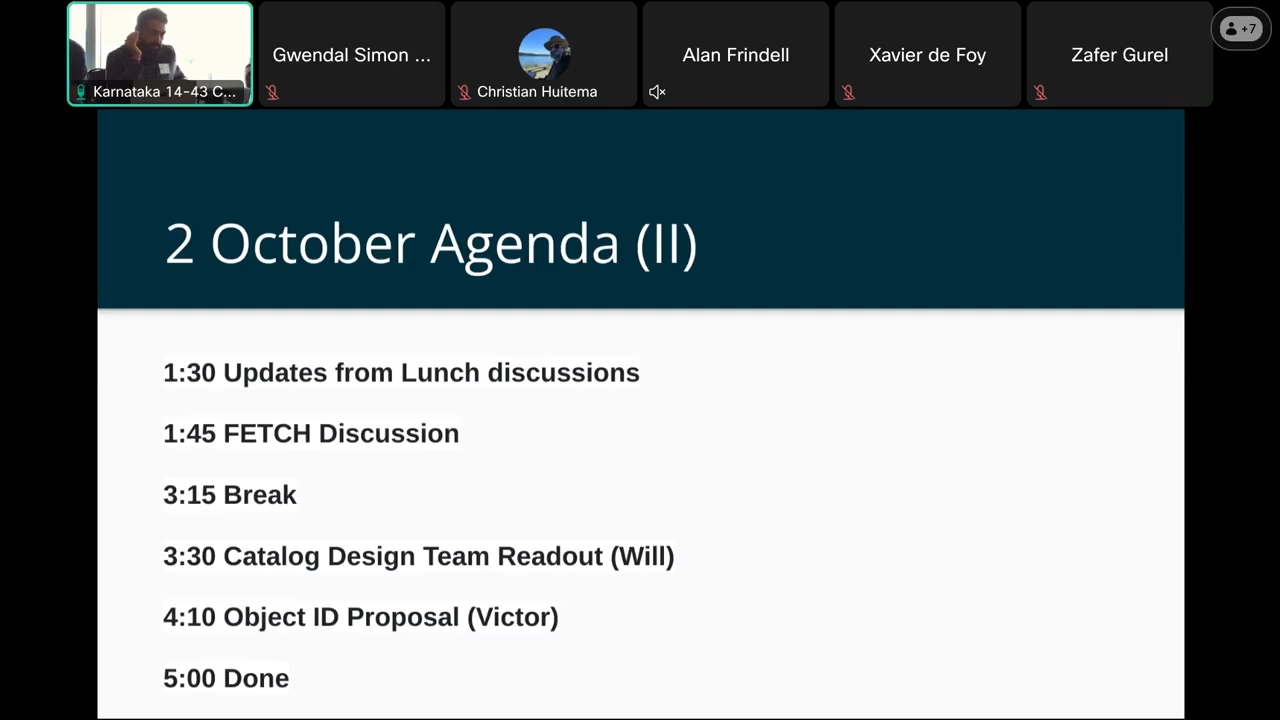 Karnataka 14-43 C...
Gwendal Simon ...
Christian Huitema
Alan Frindell
Xavier de Foy
Zafer Gurel
+7
2 October Agenda (II)
1:30 Updates from Lunch discussions
1:45 FETCH Discussion
3:15 Break
3:30 Catalog Design Team Readout (Will)
4:10 Object ID Proposal (Victor)
5:00 Done